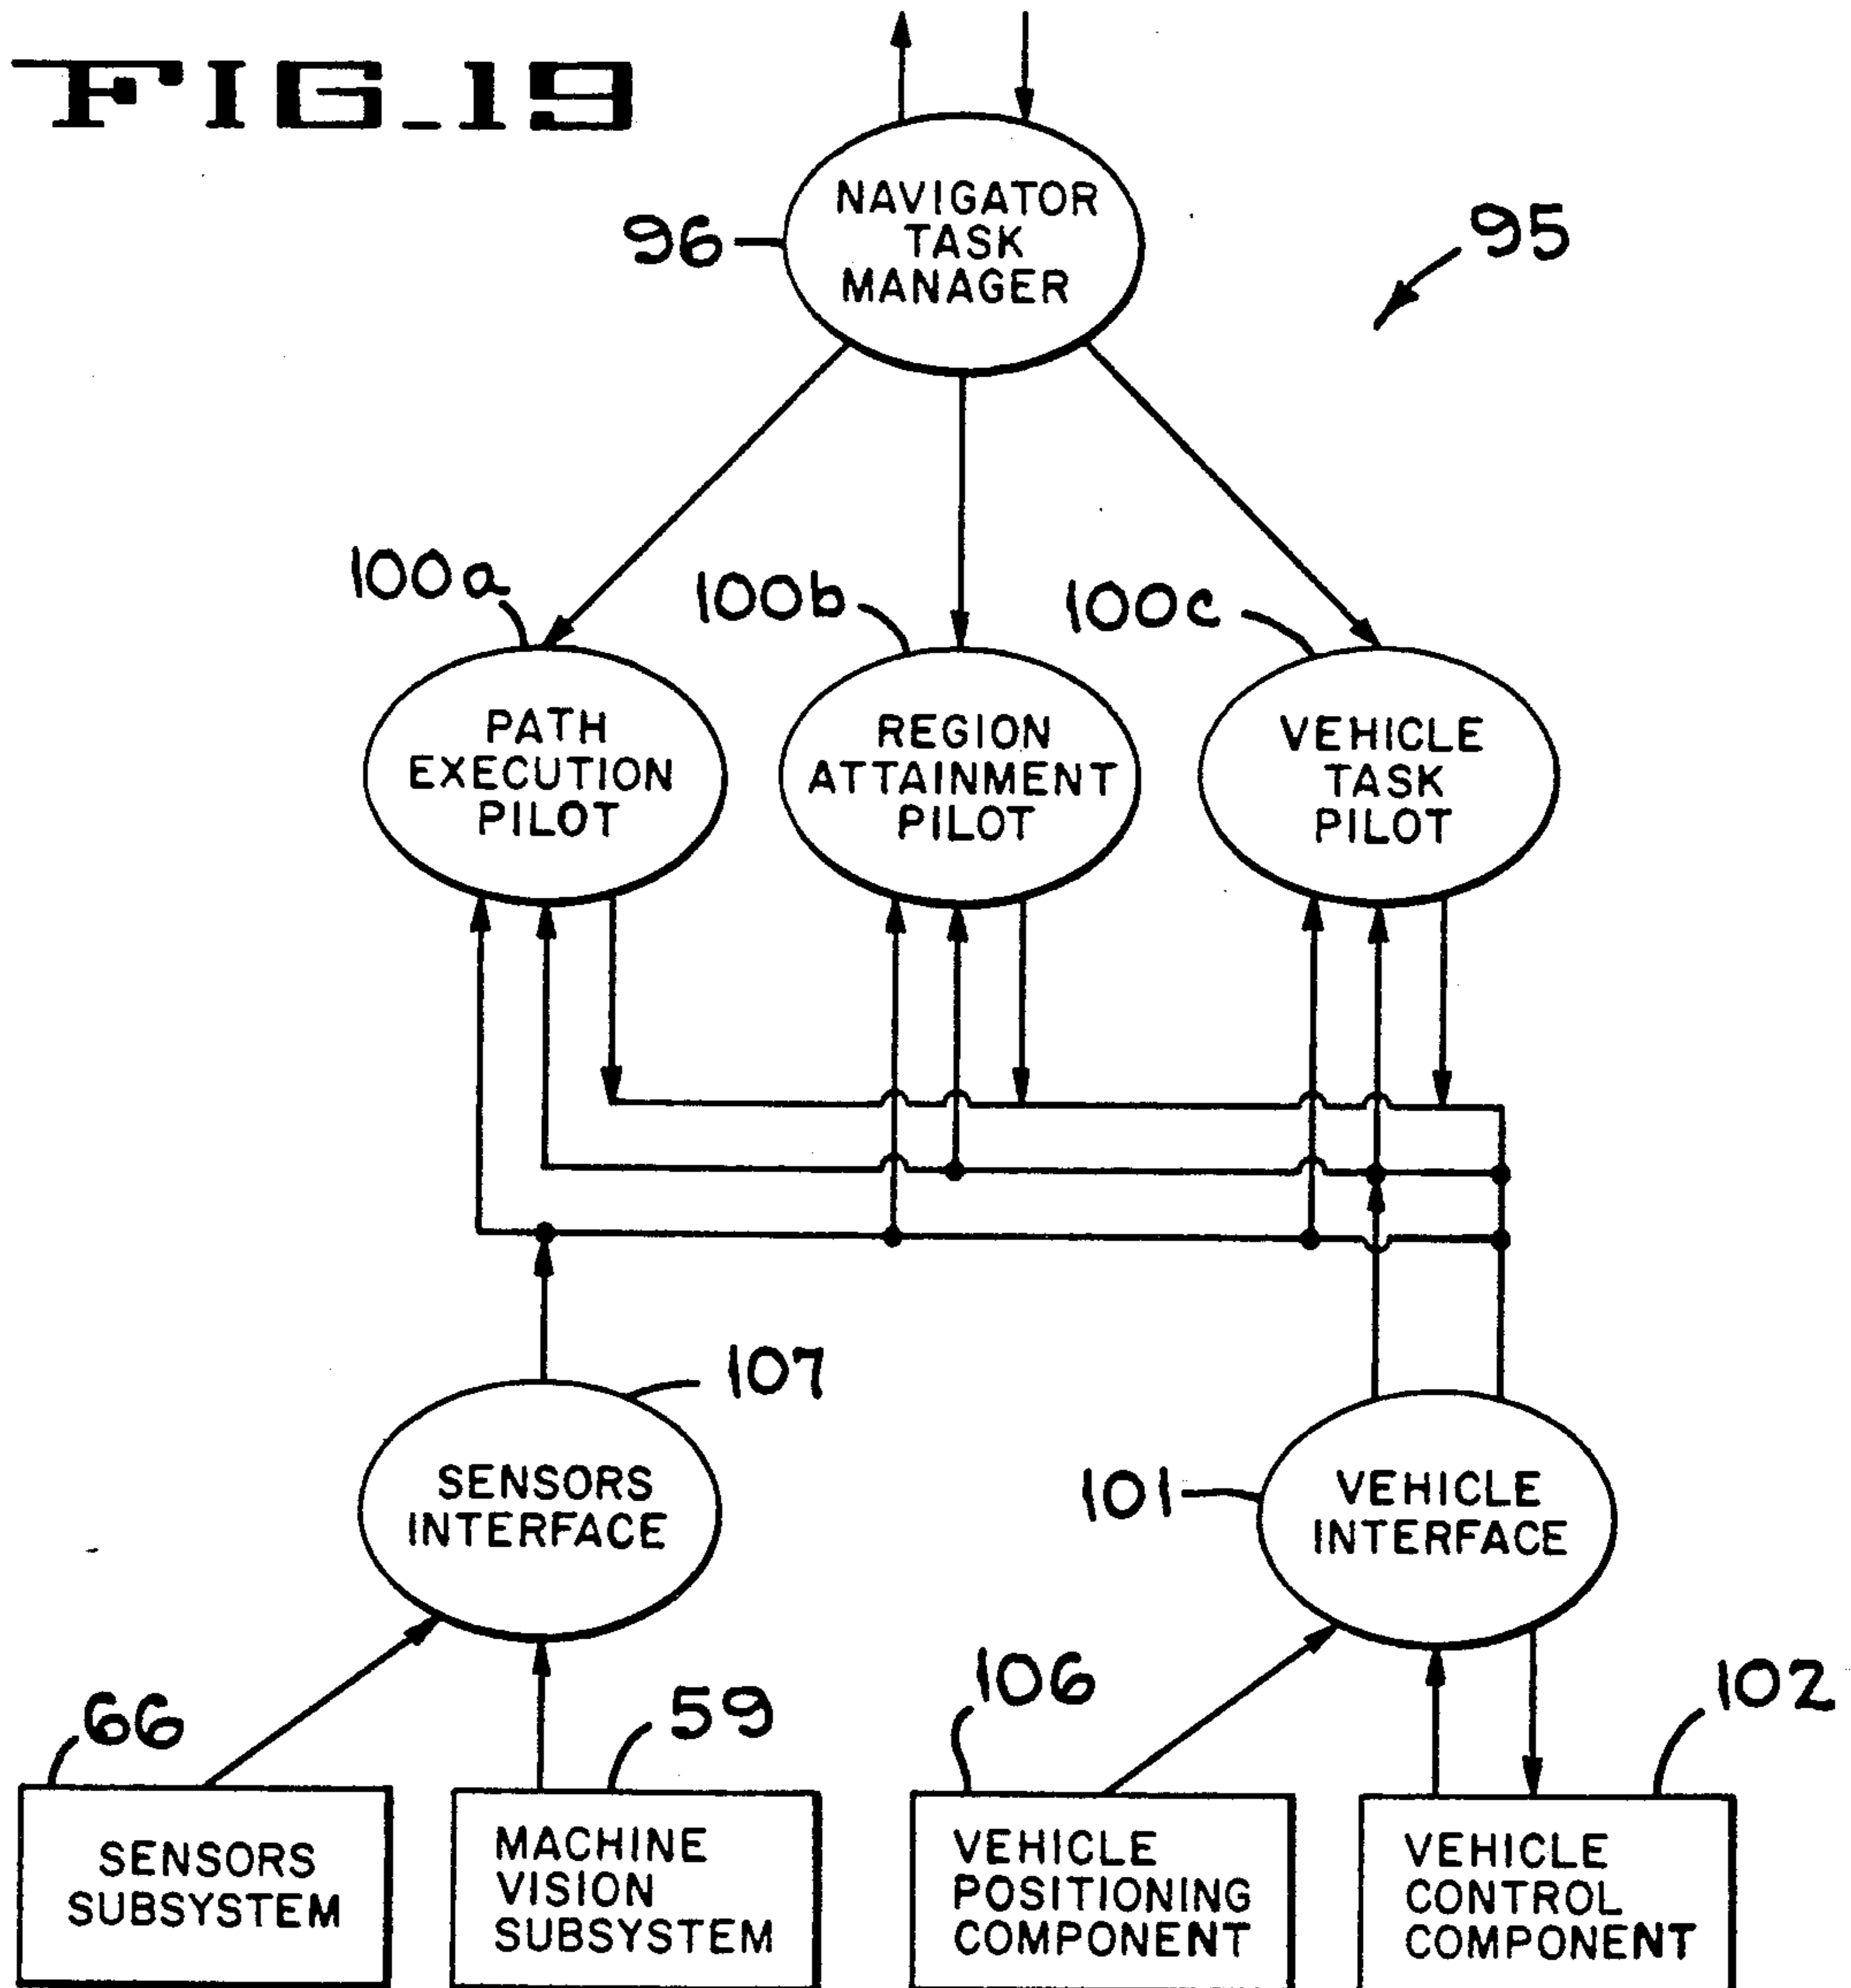 FIG_19
NAVIGATOR
TASK
MANAGER
96
95
100a
100b
100c
PATH
EXECUTION
PILOT
REGION
ATTAINMENT
PILOT
VEHICLE
TASK
PILOT
107
SENSORS
INTERFACE
101
VEHICLE
INTERFACE
66
59
106
102
SENSORS
SUBSYSTEM
MACHINE
VISION
SUBSYSTEM
VEHICLE
POSITIONING
COMPONENT
VEHICLE
CONTROL
COMPONENT